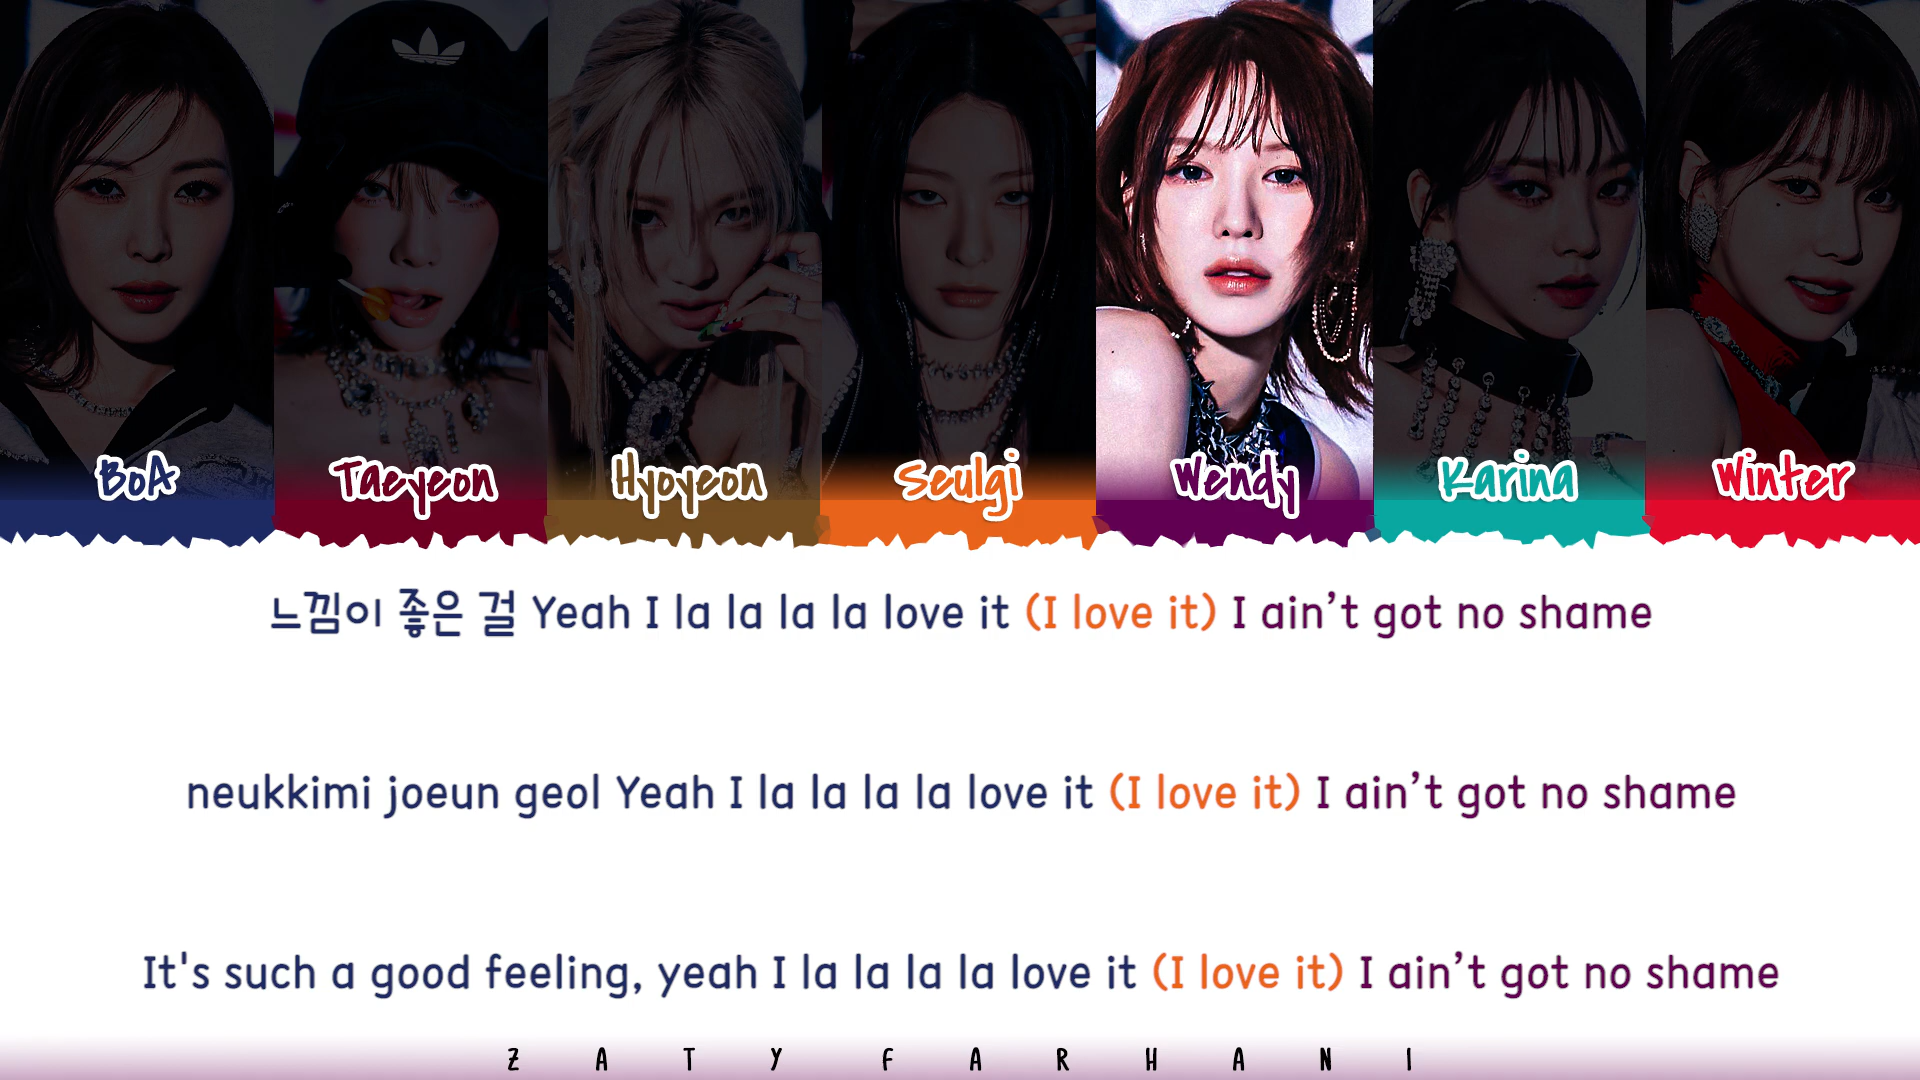 BoA Taeyeon Hyoyeon Seulgi Wendy Karina Winter
느낌이 좋은 걸 Yeah I la la la la love it (I love it) I ain’t got no shame
neukkimi joeun geol Yeah I la la la la love it (I love it) I ain’t got no shame
It's such a good feeling, yeah I la la la la love it (I love it) I ain’t got no shame
ZATY FARHANI